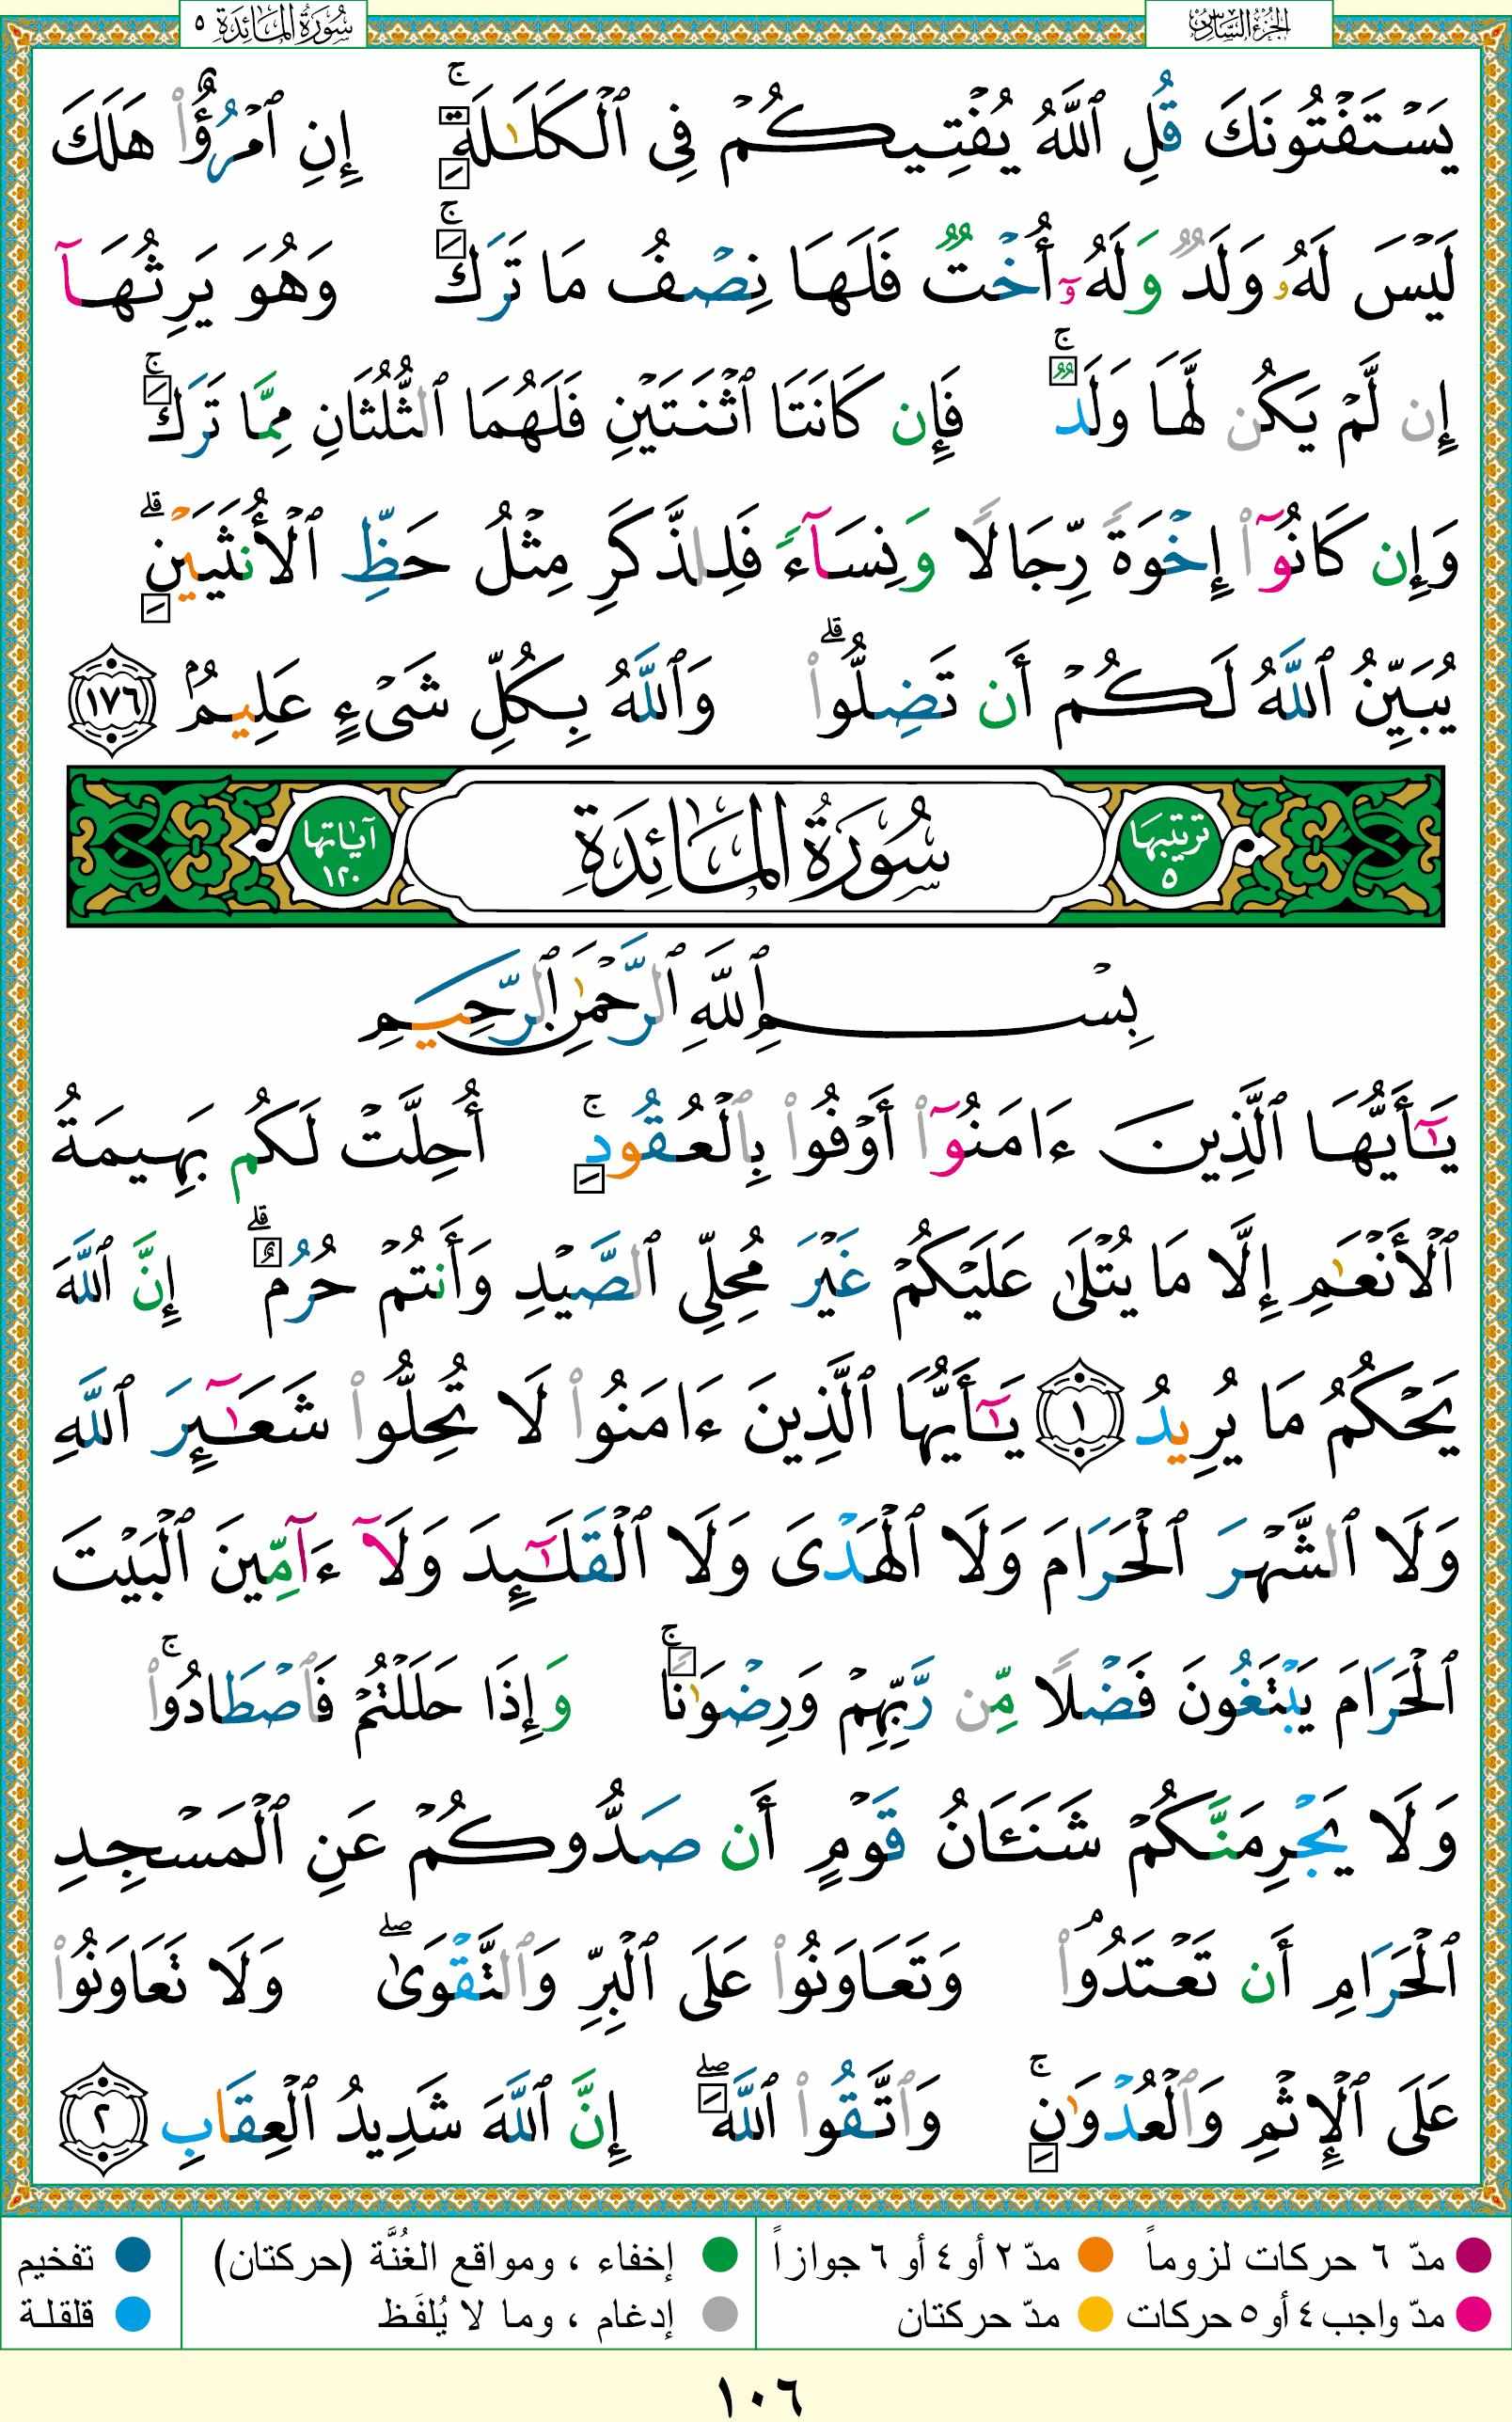 الجزء السادس
سورة المائدة ٥
يَسْتَفْتُونَكَ قُلِ ٱللَّهُ يُفْتِيكُمْ فِى ٱلْكَلَـٰلَةِ ۚ إِنِ ٱمْرُؤٌا۟ هَلَكَ
لَيْسَ لَهُۥ وَلَدٌ وَلَهُۥٓ أُخْتٌ فَلَهَا نِصْفُ مَا تَرَكَ ۚ وَهُوَ يَرِثُهَآ
إِن لَّمْ يَكُن لَّهَا وَلَدٌ ۚ فَإِن كَانَتَا ٱثْنَتَيْنِ فَلَهُمَا ٱلثُّلُثَانِ مِمَّا تَرَكَ ۚ
وَإِن كَانُوٓا۟ إِخْوَةً رِّجَالًا وَنِسَآءً فَلِلذَّكَرِ مِثْلُ حَظِّ ٱلْأُنثَيَيْنِ ۗ
يُبَيِّنُ ٱللَّهُ لَكُمْ أَن تَضِلُّوا۟ ۗ وَٱللَّهُ بِكُلِّ شَىْءٍ عَلِيمٌۢ ١٧٦
ترتيبها ٥ سُورَةُ المَائِدَةِ آياتها ١٢٠
بِسْمِ ٱللَّهِ ٱلرَّحْمَـٰنِ ٱلرَّحِيمِ
يَـٰٓأَيُّهَا ٱلَّذِينَ ءَامَنُوٓا۟ أَوْفُوا۟ بِٱلْعُقُودِ ۚ أُحِلَّتْ لَكُم بَهِيمَةُ
ٱلْأَنْعَـٰمِ إِلَّا مَا يُتْلَىٰ عَلَيْكُمْ غَيْرَ مُحِلِّى ٱلصَّيْدِ وَأَنتُمْ حُرُمٌ ۗ إِنَّ ٱللَّهَ
يَحْكُمُ مَا يُرِيدُ ١ يَـٰٓأَيُّهَا ٱلَّذِينَ ءَامَنُوا۟ لَا تُحِلُّوا۟ شَعَـٰٓئِرَ ٱللَّهِ
وَلَا ٱلشَّهْرَ ٱلْحَرَامَ وَلَا ٱلْهَدْىَ وَلَا ٱلْقَلَـٰٓئِدَ وَلَآ ءَآمِّينَ ٱلْبَيْتَ
ٱلْحَرَامَ يَبْتَغُونَ فَضْلًا مِّن رَّبِّهِمْ وَرِضْوَٰنًا ۚ وَإِذَا حَلَلْتُمْ فَٱصْطَادُوا۟ ۚ
وَلَا يَجْرِمَنَّكُمْ شَنَـَٔانُ قَوْمٍ أَن صَدُّوكُمْ عَنِ ٱلْمَسْجِدِ
ٱلْحَرَامِ أَن تَعْتَدُوا۟ ۘ وَتَعَاوَنُوا۟ عَلَى ٱلْبِرِّ وَٱلتَّقْوَىٰ ۖ وَلَا تَعَاوَنُوا۟
عَلَى ٱلْإِثْمِ وَٱلْعُدْوَٰنِ ۚ وَٱتَّقُوا۟ ٱللَّهَ ۖ إِنَّ ٱللَّهَ شَدِيدُ ٱلْعِقَابِ ٢
مدّ ٦ حركات لزوماً مدّ ٢ أو ٤ أو ٦ جوازاً إخفاء ، ومواقع الغُنَّة (حركتان) تفخيم
مدّ واجب ٤ أو ٥ حركات مدّ حركتان إدغام ، وما لا يُلفَظ قلقلة
١٠٦